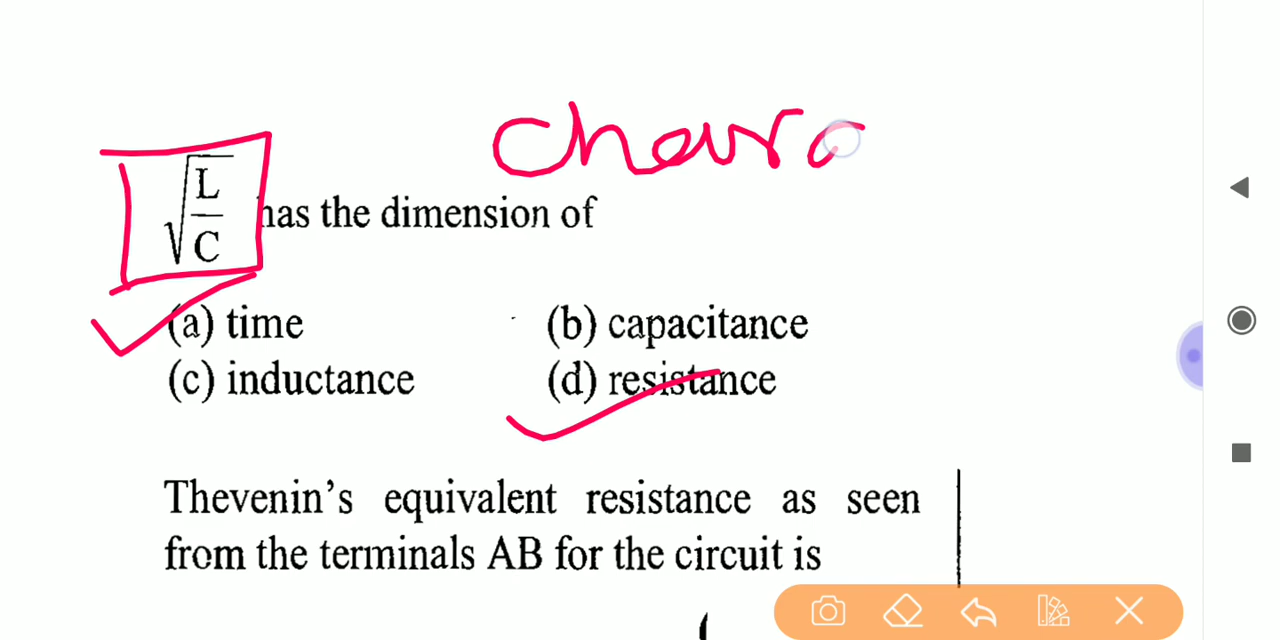 charac
√(L/C) has the dimension of
(a) time (b) capacitance
(c) inductance (d) resistance
Thevenin’s equivalent resistance as seen
from the terminals AB for the circuit is